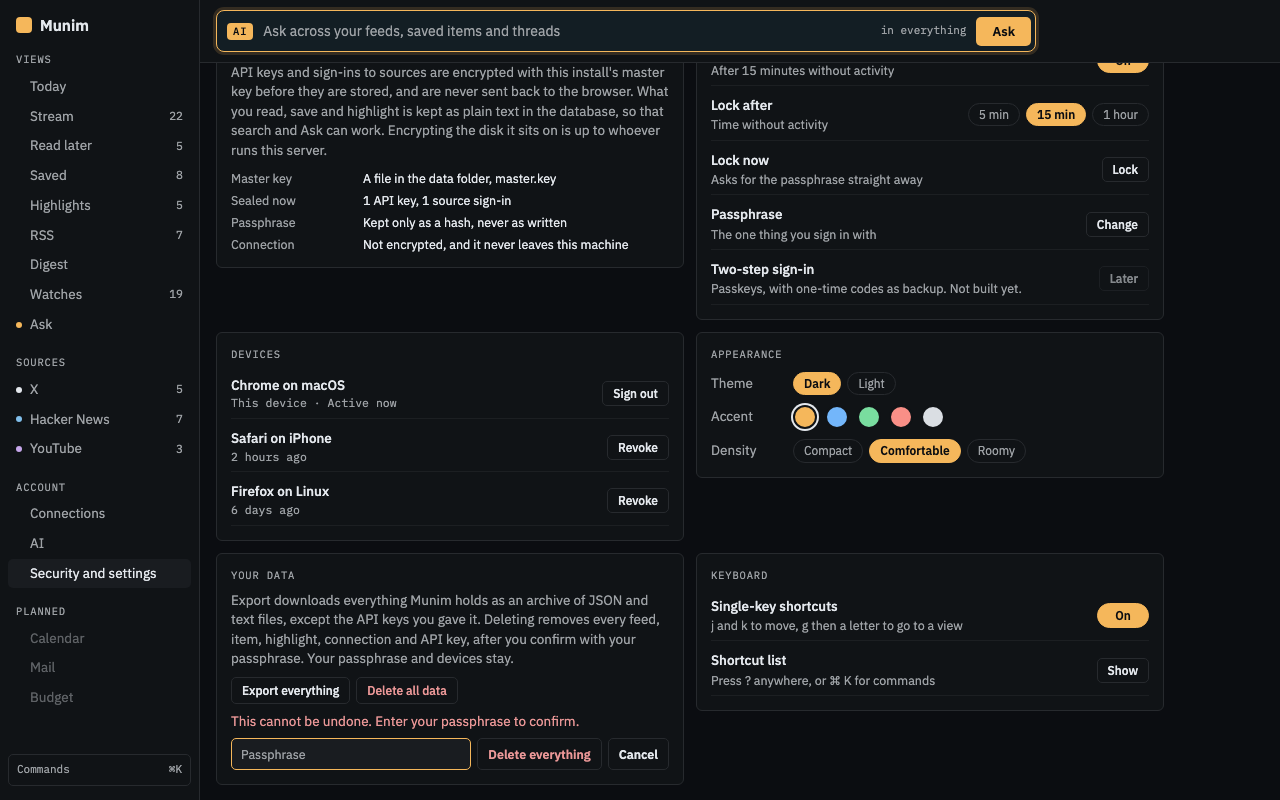 Munim
VIEWS
Today
Stream 22
Read later 5
Saved 8
Highlights 5
RSS 7
Digest
Watches 19
Ask
SOURCES
X 5
Hacker News 7
YouTube 3
ACCOUNT
Connections
AI
Security and settings
PLANNED
Calendar
Mail
Budget
Commands ⌘K
AI Ask across your feeds, saved items and threads in everything Ask
API keys and sign-ins to sources are encrypted with this install's master
key before they are stored, and are never sent back to the browser. What
you read, save and highlight is kept as plain text in the database, so that
search and Ask can work. Encrypting the disk it sits on is up to whoever
runs this server.
Master key A file in the data folder, master.key
Sealed now 1 API key, 1 source sign-in
Passphrase Kept only as a hash, never as written
Connection Not encrypted, and it never leaves this machine
After 15 minutes without activity
Lock after
Time without activity
5 min 15 min 1 hour
Lock now
Asks for the passphrase straight away
Lock
Passphrase
The one thing you sign in with
Change
Two-step sign-in
Passkeys, with one-time codes as backup. Not built yet.
Later
DEVICES
Chrome on macOS
This device · Active now
Sign out
Safari on iPhone
2 hours ago
Revoke
Firefox on Linux
6 days ago
Revoke
APPEARANCE
Theme Dark Light
Accent
Density Compact Comfortable Roomy
YOUR DATA
Export downloads everything Munim holds as an archive of JSON and
text files, except the API keys you gave it. Deleting removes every feed,
item, highlight, connection and API key, after you confirm with your
passphrase. Your passphrase and devices stay.
Export everything Delete all data
This cannot be undone. Enter your passphrase to confirm.
Passphrase Delete everything Cancel
KEYBOARD
Single-key shortcuts
j and k to move, g then a letter to go to a view
On
Shortcut list
Press ? anywhere, or ⌘ K for commands
Show